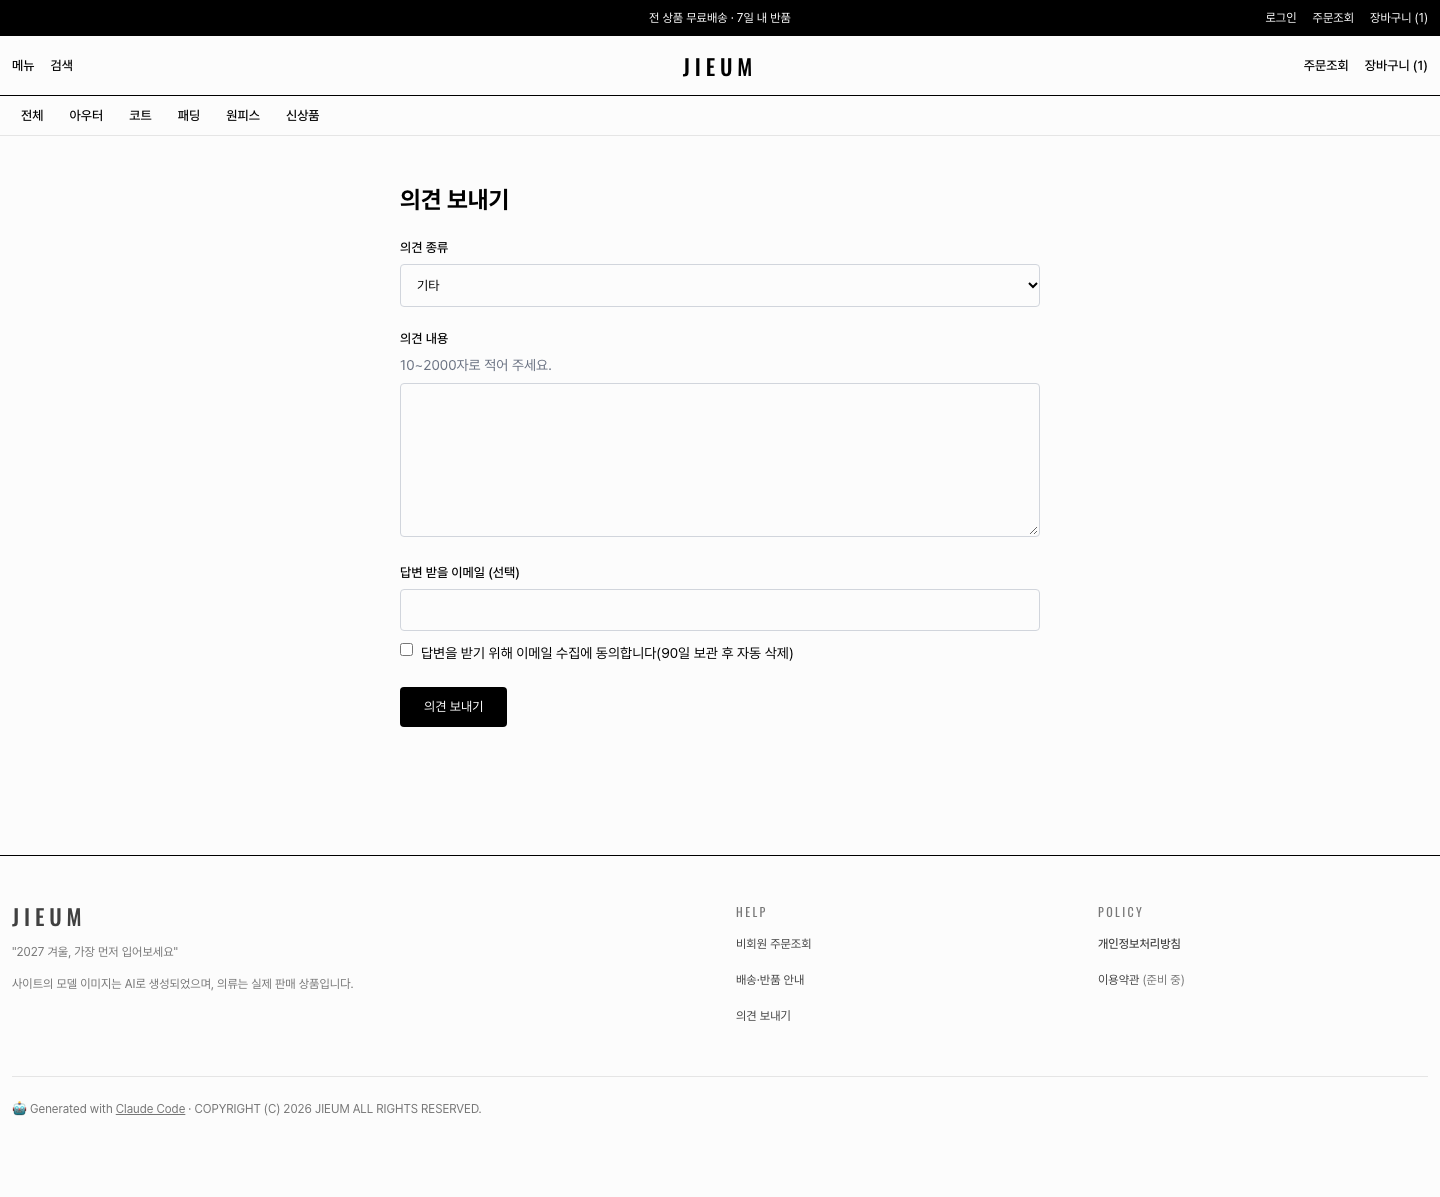 전 상품 무료배송 · 7일 내 반품
로그인 주문조회 장바구니 (1)
메뉴 검색
JIEUM
주문조회 장바구니 (1)
전체 아우터 코트 패딩 원피스 신상품
의견 보내기
의견 종류
기타
의견 내용
10~2000자로 적어 주세요.
답변 받을 이메일 (선택)
답변을 받기 위해 이메일 수집에 동의합니다(90일 보관 후 자동 삭제)
의견 보내기
JIEUM
"2027 겨울, 가장 먼저 입어보세요"
사이트의 모델 이미지는 AI로 생성되었으며, 의류는 실제 판매 상품입니다.
HELP
비회원 주문조회
배송·반품 안내
의견 보내기
POLICY
개인정보처리방침
이용약관 (준비 중)
🤖 Generated with Claude Code · COPYRIGHT (C) 2026 JIEUM ALL RIGHTS RESERVED.